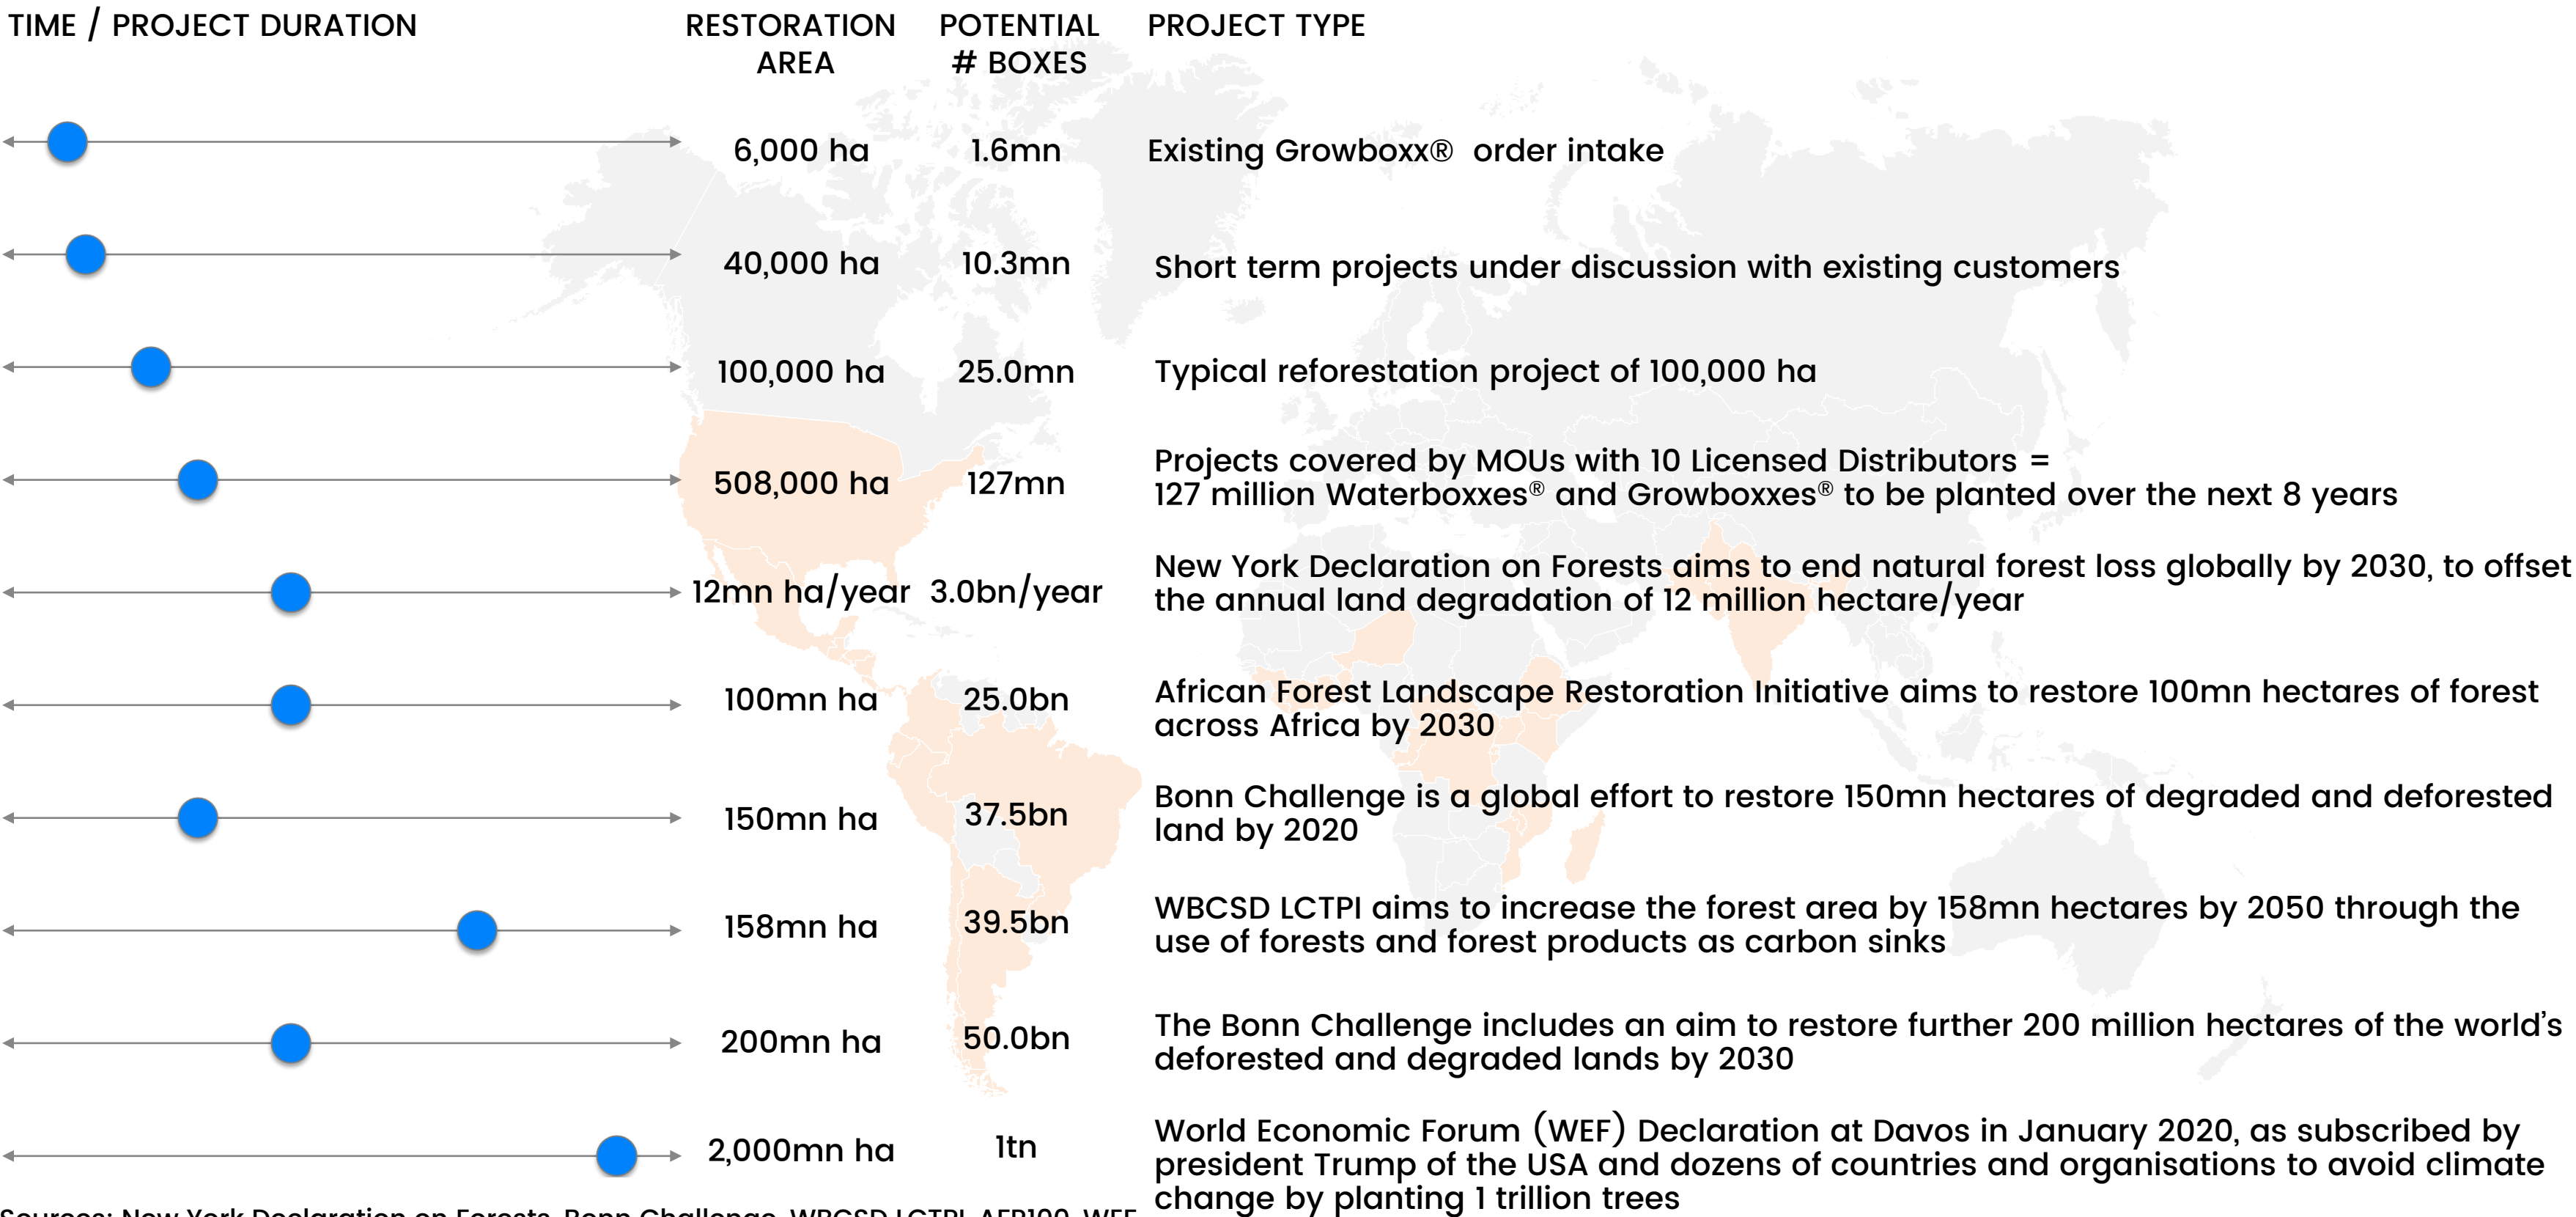 TIME / PROJECT DURATION
RESTORATION
AREA
POTENTIAL
# BOXES
PROJECT TYPE
6,000 ha
1.6mn
Existing Growboxx®  order intake
40,000 ha
10.3mn
Short term projects under discussion with existing customers
100,000 ha
25.0mn
Typical reforestation project of 100,000 ha
508,000 ha
127mn
Projects covered by MOUs with 10 Licensed Distributors =
127 million Waterboxxes® and Growboxxes® to be planted over the next 8 years
12mn ha/year
3.0bn/year
New York Declaration on Forests aims to end natural forest loss globally by 2030, to offset
the annual land degradation of 12 million hectare/year
100mn ha
25.0bn
African Forest Landscape Restoration Initiative aims to restore 100mn hectares of forest
across Africa by 2030
150mn ha
37.5bn
Bonn Challenge is a global effort to restore 150mn hectares of degraded and deforested
land by 2020
158mn ha
39.5bn
WBCSD LCTPI aims to increase the forest area by 158mn hectares by 2050 through the
use of forests and forest products as carbon sinks
200mn ha
50.0bn
The Bonn Challenge includes an aim to restore further 200 million hectares of the world's
deforested and degraded lands by 2030
2,000mn ha
1tn
World Economic Forum (WEF) Declaration at Davos in January 2020, as subscribed by
president Trump of the USA and dozens of countries and organisations to avoid climate
change by planting 1 trillion trees
Sources: New York Declaration on Forests, Bonn Challenge, WBCSD LCTPI, AFR100, WEF